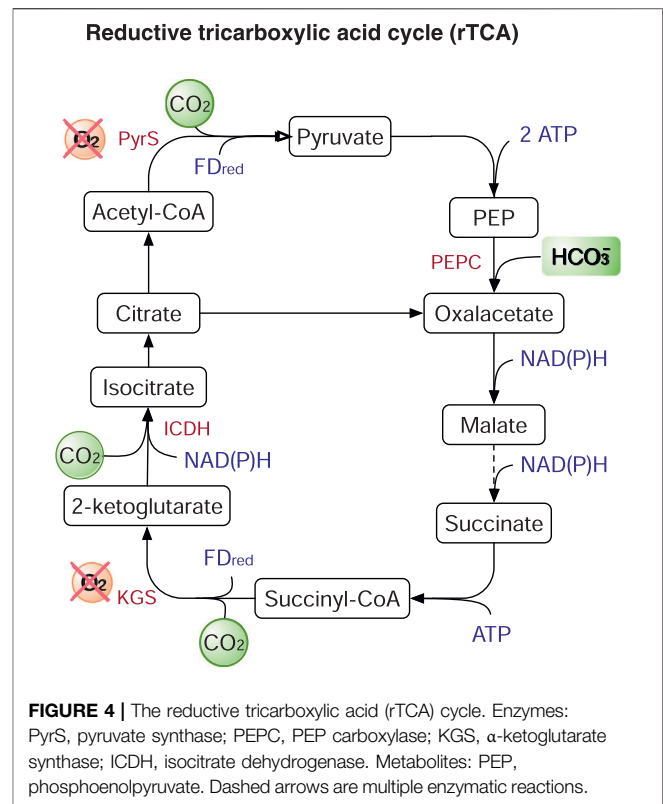 Reductive tricarboxylic acid cycle (rTCA)
CO2
O2
PyrS
Pyruvate
2 ATP
FDred
Acetyl-CoA
PEP
PEPC
HCO3-
Citrate
Oxalacetate
NAD(P)H
Isocitrate
Malate
ICDH
CO2
NAD(P)H
NAD(P)H
2-ketoglutarate
Succinate
FDred
O2
KGS
Succinyl-CoA
CO2
ATP
FIGURE 4 | The reductive tricarboxylic acid (rTCA) cycle. Enzymes:
PyrS, pyruvate synthase; PEPC, PEP carboxylase; KGS, α-ketoglutarate
synthase; ICDH, isocitrate dehydrogenase. Metabolites: PEP,
phosphoenolpyruvate. Dashed arrows are multiple enzymatic reactions.